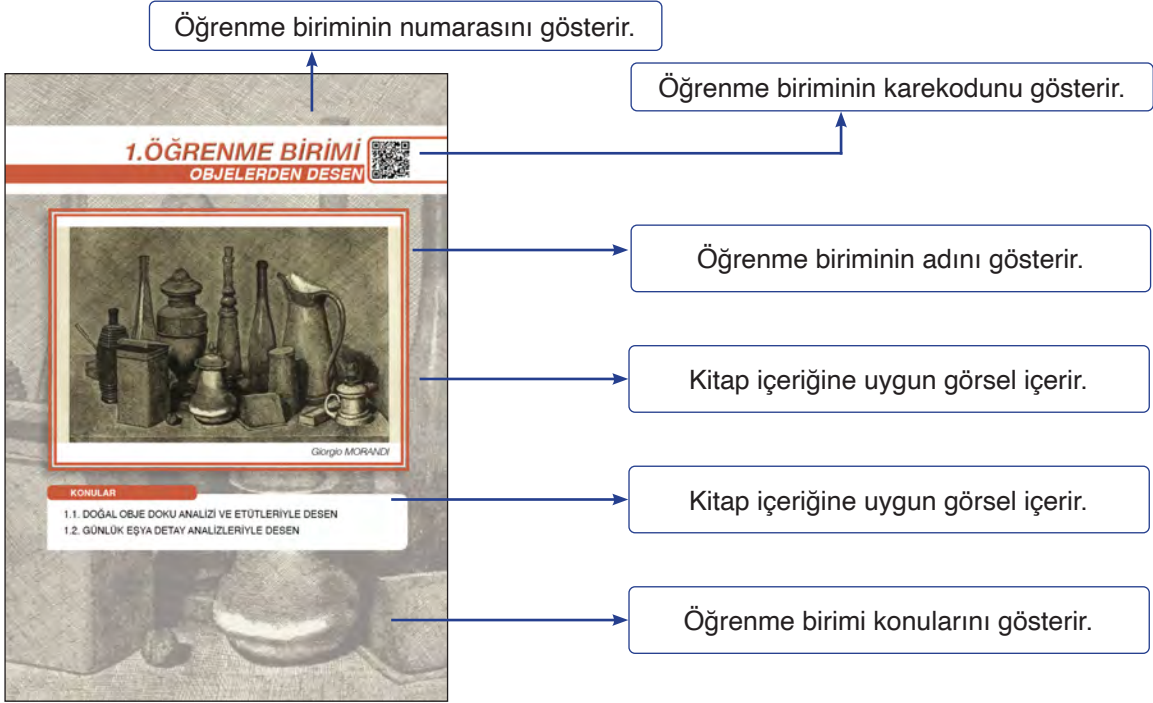 Öğrenme biriminin numarasını gösterir.
Öğrenme biriminin karekodunu gösterir.
1.ÖĞRENME BİRİMİ
OBJELERDEN DESEN
Öğrenme biriminin adını gösterir.
Kitap içeriğine uygun görsel içerir.
Giorgio MORANDI
KONULAR
1.1. DOĞAL OBJE DOKU ANALİZİ VE ETÜTLERİYLE DESEN
1.2. GÜNLÜK EŞYA DETAY ANALİZLERİYLE DESEN
Kitap içeriğine uygun görsel içerir.
Öğrenme birimi konularını gösterir.